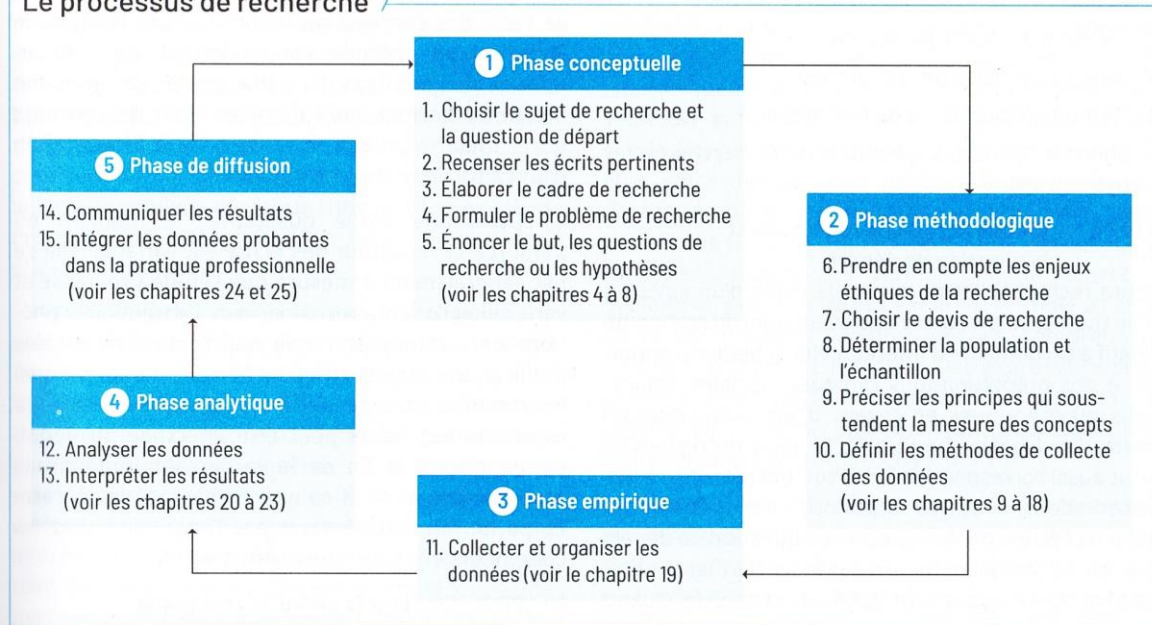 Le processus de recherche
1 Phase conceptuelle
1. Choisir le sujet de recherche et
la question de départ
2. Recenser les écrits pertinents
3. Élaborer le cadre de recherche
4. Formuler le problème de recherche
5. Énoncer le but, les questions de
recherche ou les hypothèses
(voir les chapitres 4 à 8)
2 Phase méthodologique
6. Prendre en compte les enjeux
éthiques de la recherche
7. Choisir le devis de recherche
8. Déterminer la population et
l'échantillon
9. Préciser les principes qui sous-
tendent la mesure des concepts
10. Définir les méthodes de collecte
des données
(voir les chapitres 9 à 18)
3 Phase empirique
11. Collecter et organiser les
données (voir le chapitre 19)
4 Phase analytique
12. Analyser les données
13. Interpréter les résultats
(voir les chapitres 20 à 23)
5 Phase de diffusion
14. Communiquer les résultats
15. Intégrer les données probantes
dans la pratique professionnelle
(voir les chapitres 24 et 25)